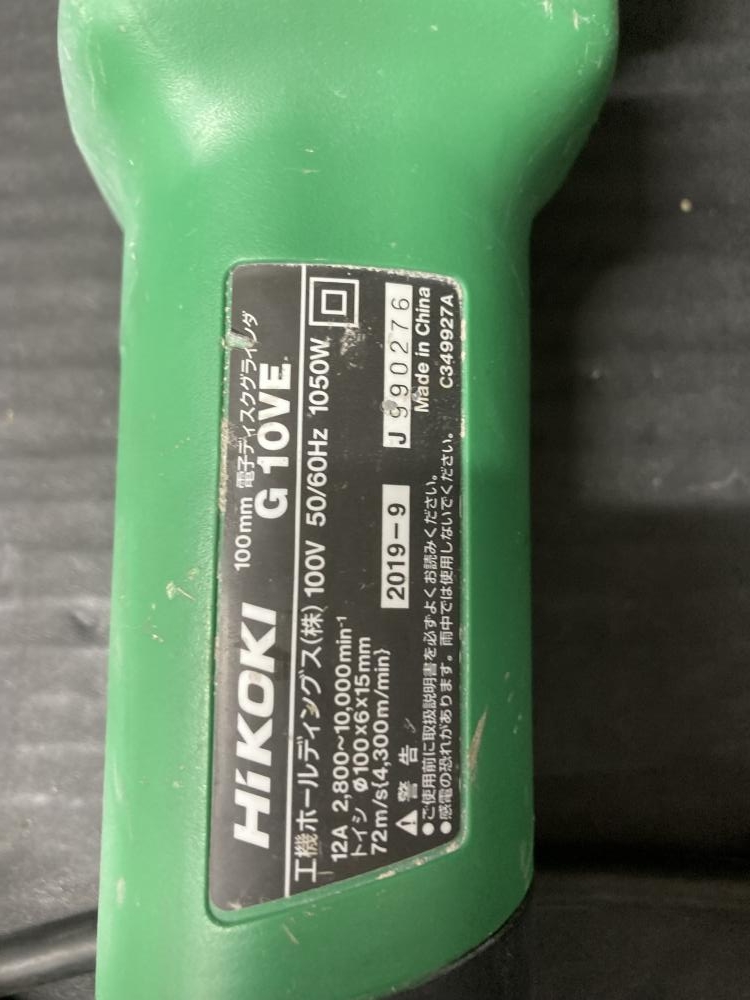 HiKOKI
100mm 電子ディスクグラインダ
G 10VE
工機ホールディングス(株) 100V 50/60Hz 1050W
12A 2,800~10,000min⁻¹
トイシ φ100×6×15mm
72m/s{4,300m/min}
2019-9
J 990276
Made in China
C349927A
⚠ 警告
●ご使用前に取扱説明書を必ずよくお読みください。
●感電の恐れがあります。雨中では使用しないでください。